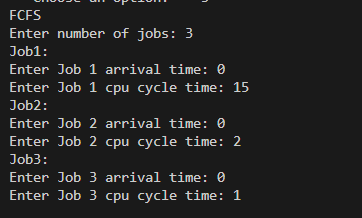 FCFS
Enter number of jobs: 3
Job1:
Enter Job 1 arrival time: 0
Enter Job 1 cpu cycle time: 15
Job2:
Enter Job 2 arrival time: 0
Enter Job 2 cpu cycle time: 2
Job3:
Enter Job 3 arrival time: 0
Enter Job 3 cpu cycle time: 1